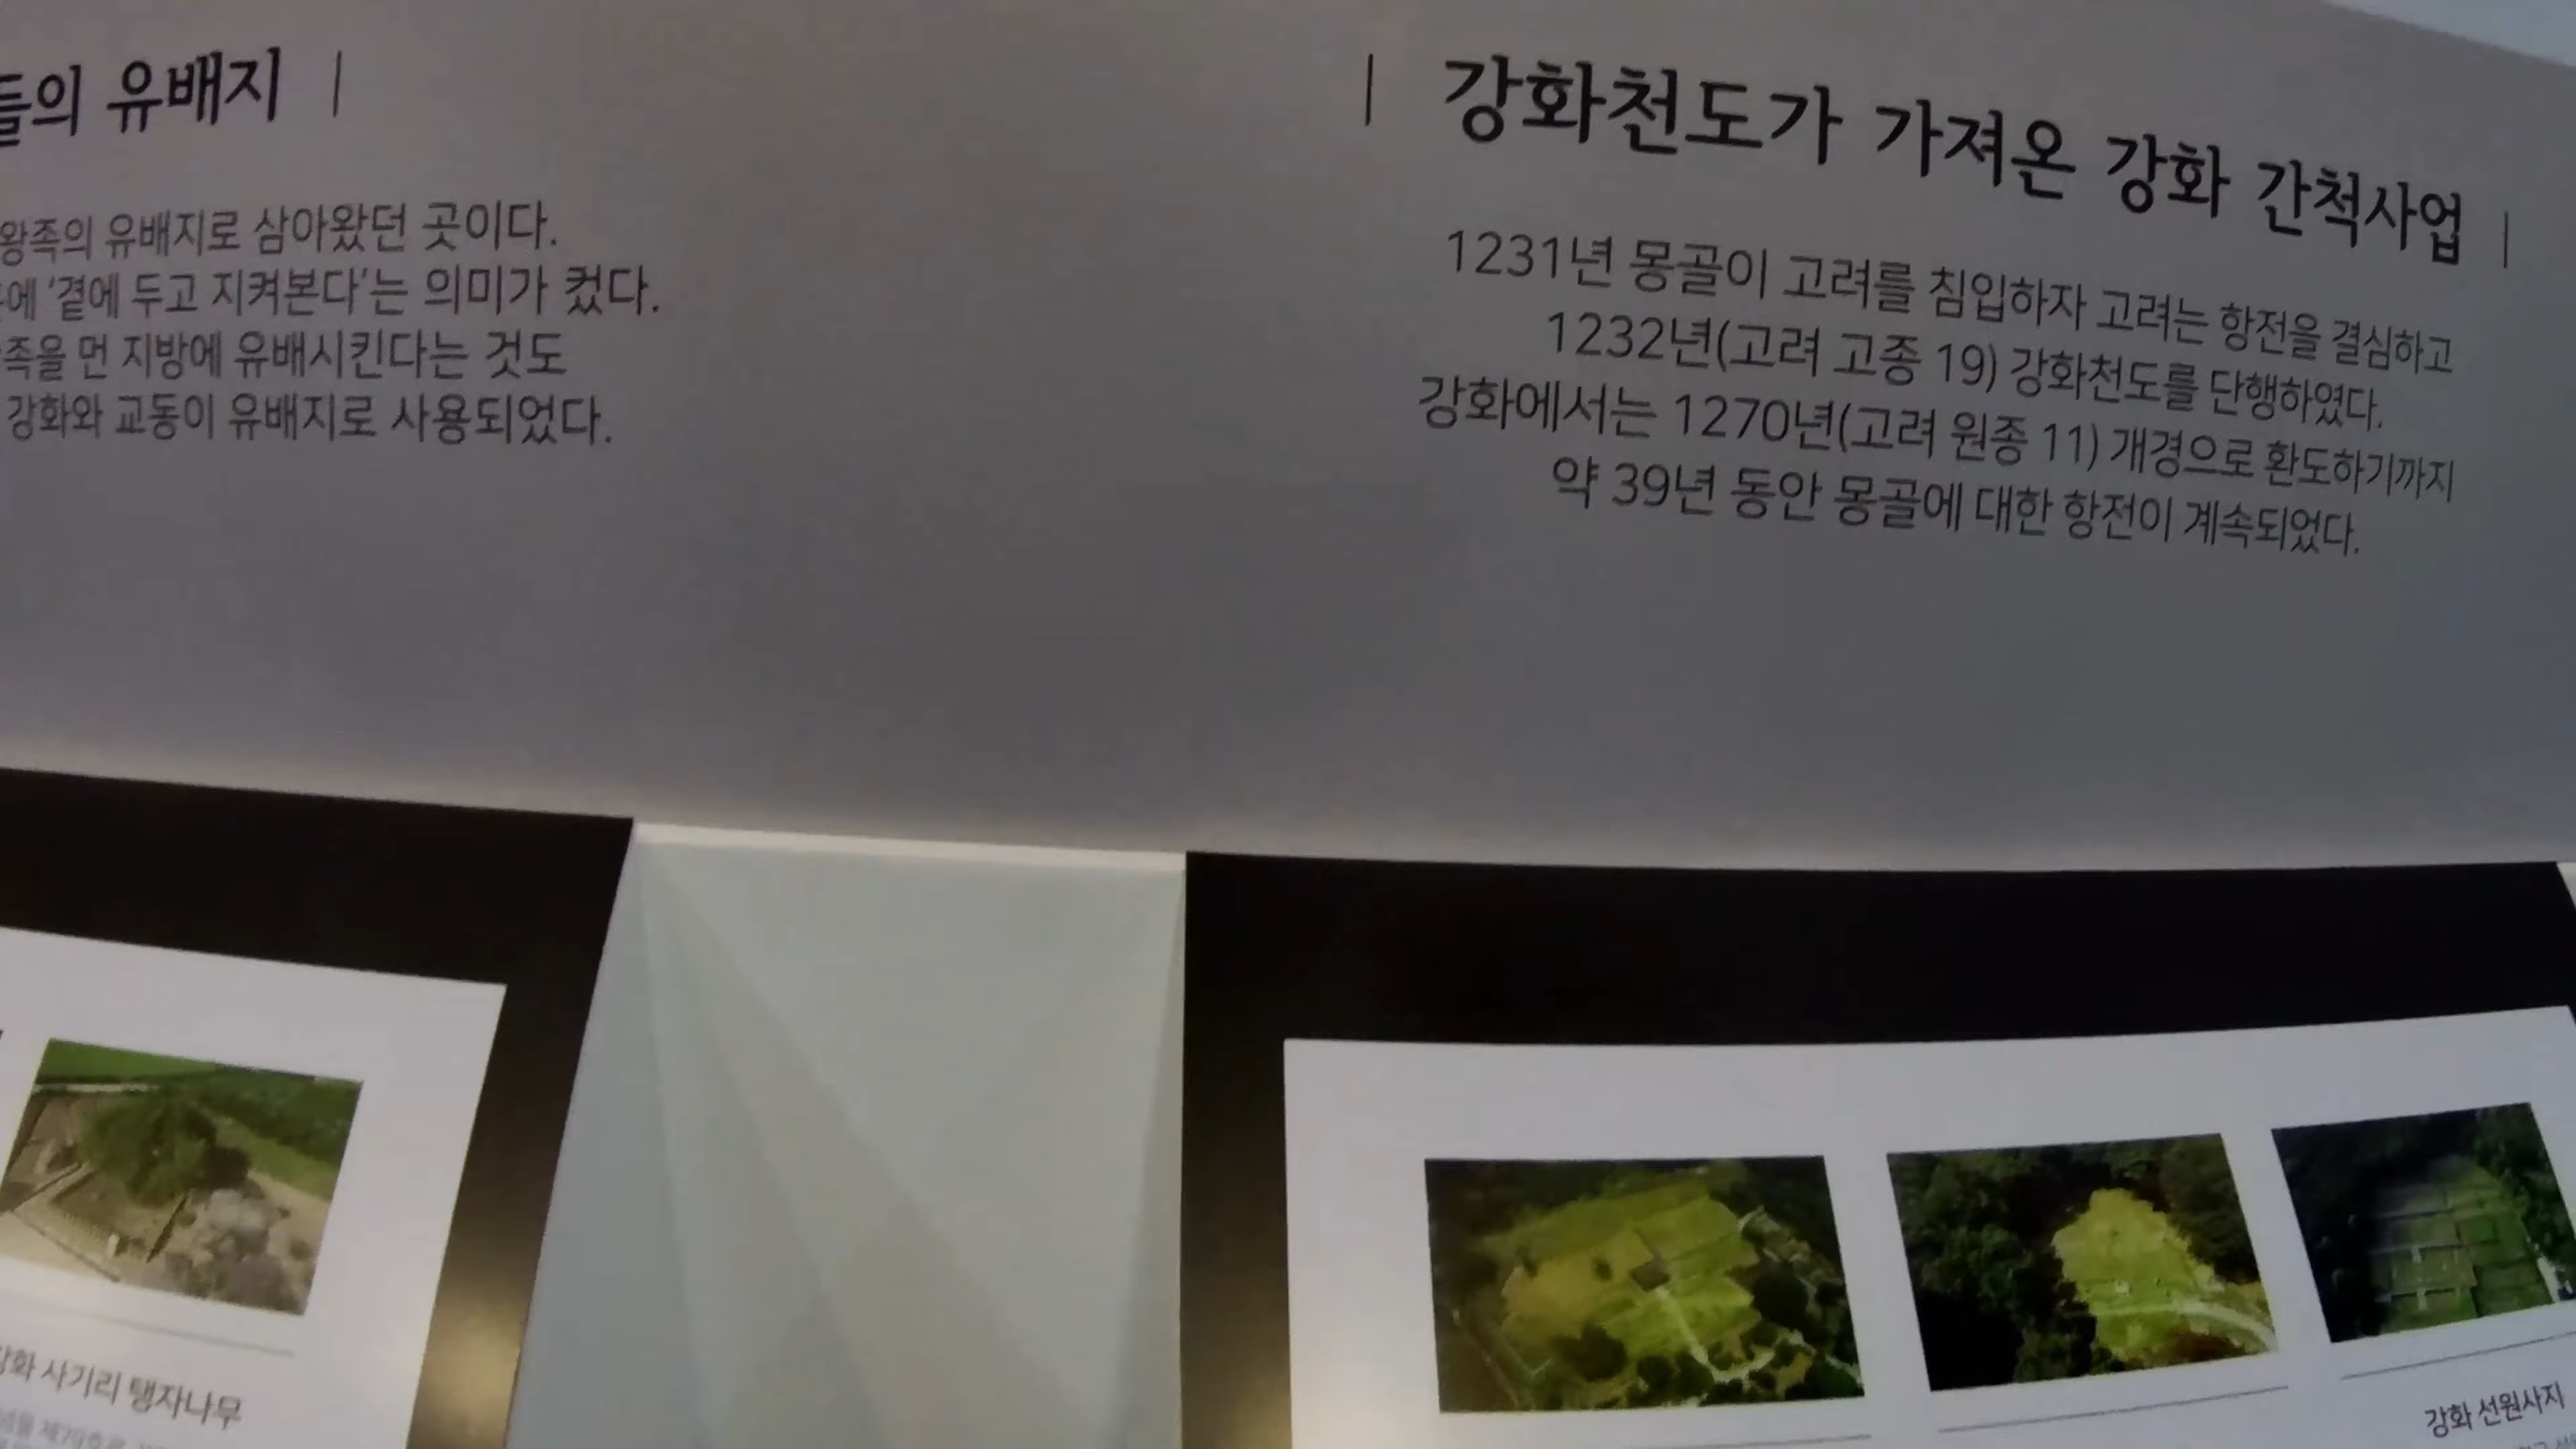 들의 유배지
왕족의 유배지로 삼아왔던 곳이다.
'곁에 두고 지켜본다'는 의미가 컸다.
먼 지방에 유배시킨다는 것도
강화와 교동이 유배지로 사용되었다.
강화천도가 가져온 강화 간척사업
1231년 몽골이 고려를 침입하자 고려는 항전을 결심하고
1232년(고려 고종 19) 강화천도를 단행하였다.
강화에서는 1270년(고려 원종 11) 개경으로 환도하기까지
약 39년 동안 몽골에 대한 항전이 계속되었다.
강화 사기리 탱자나무
강화 선원사지